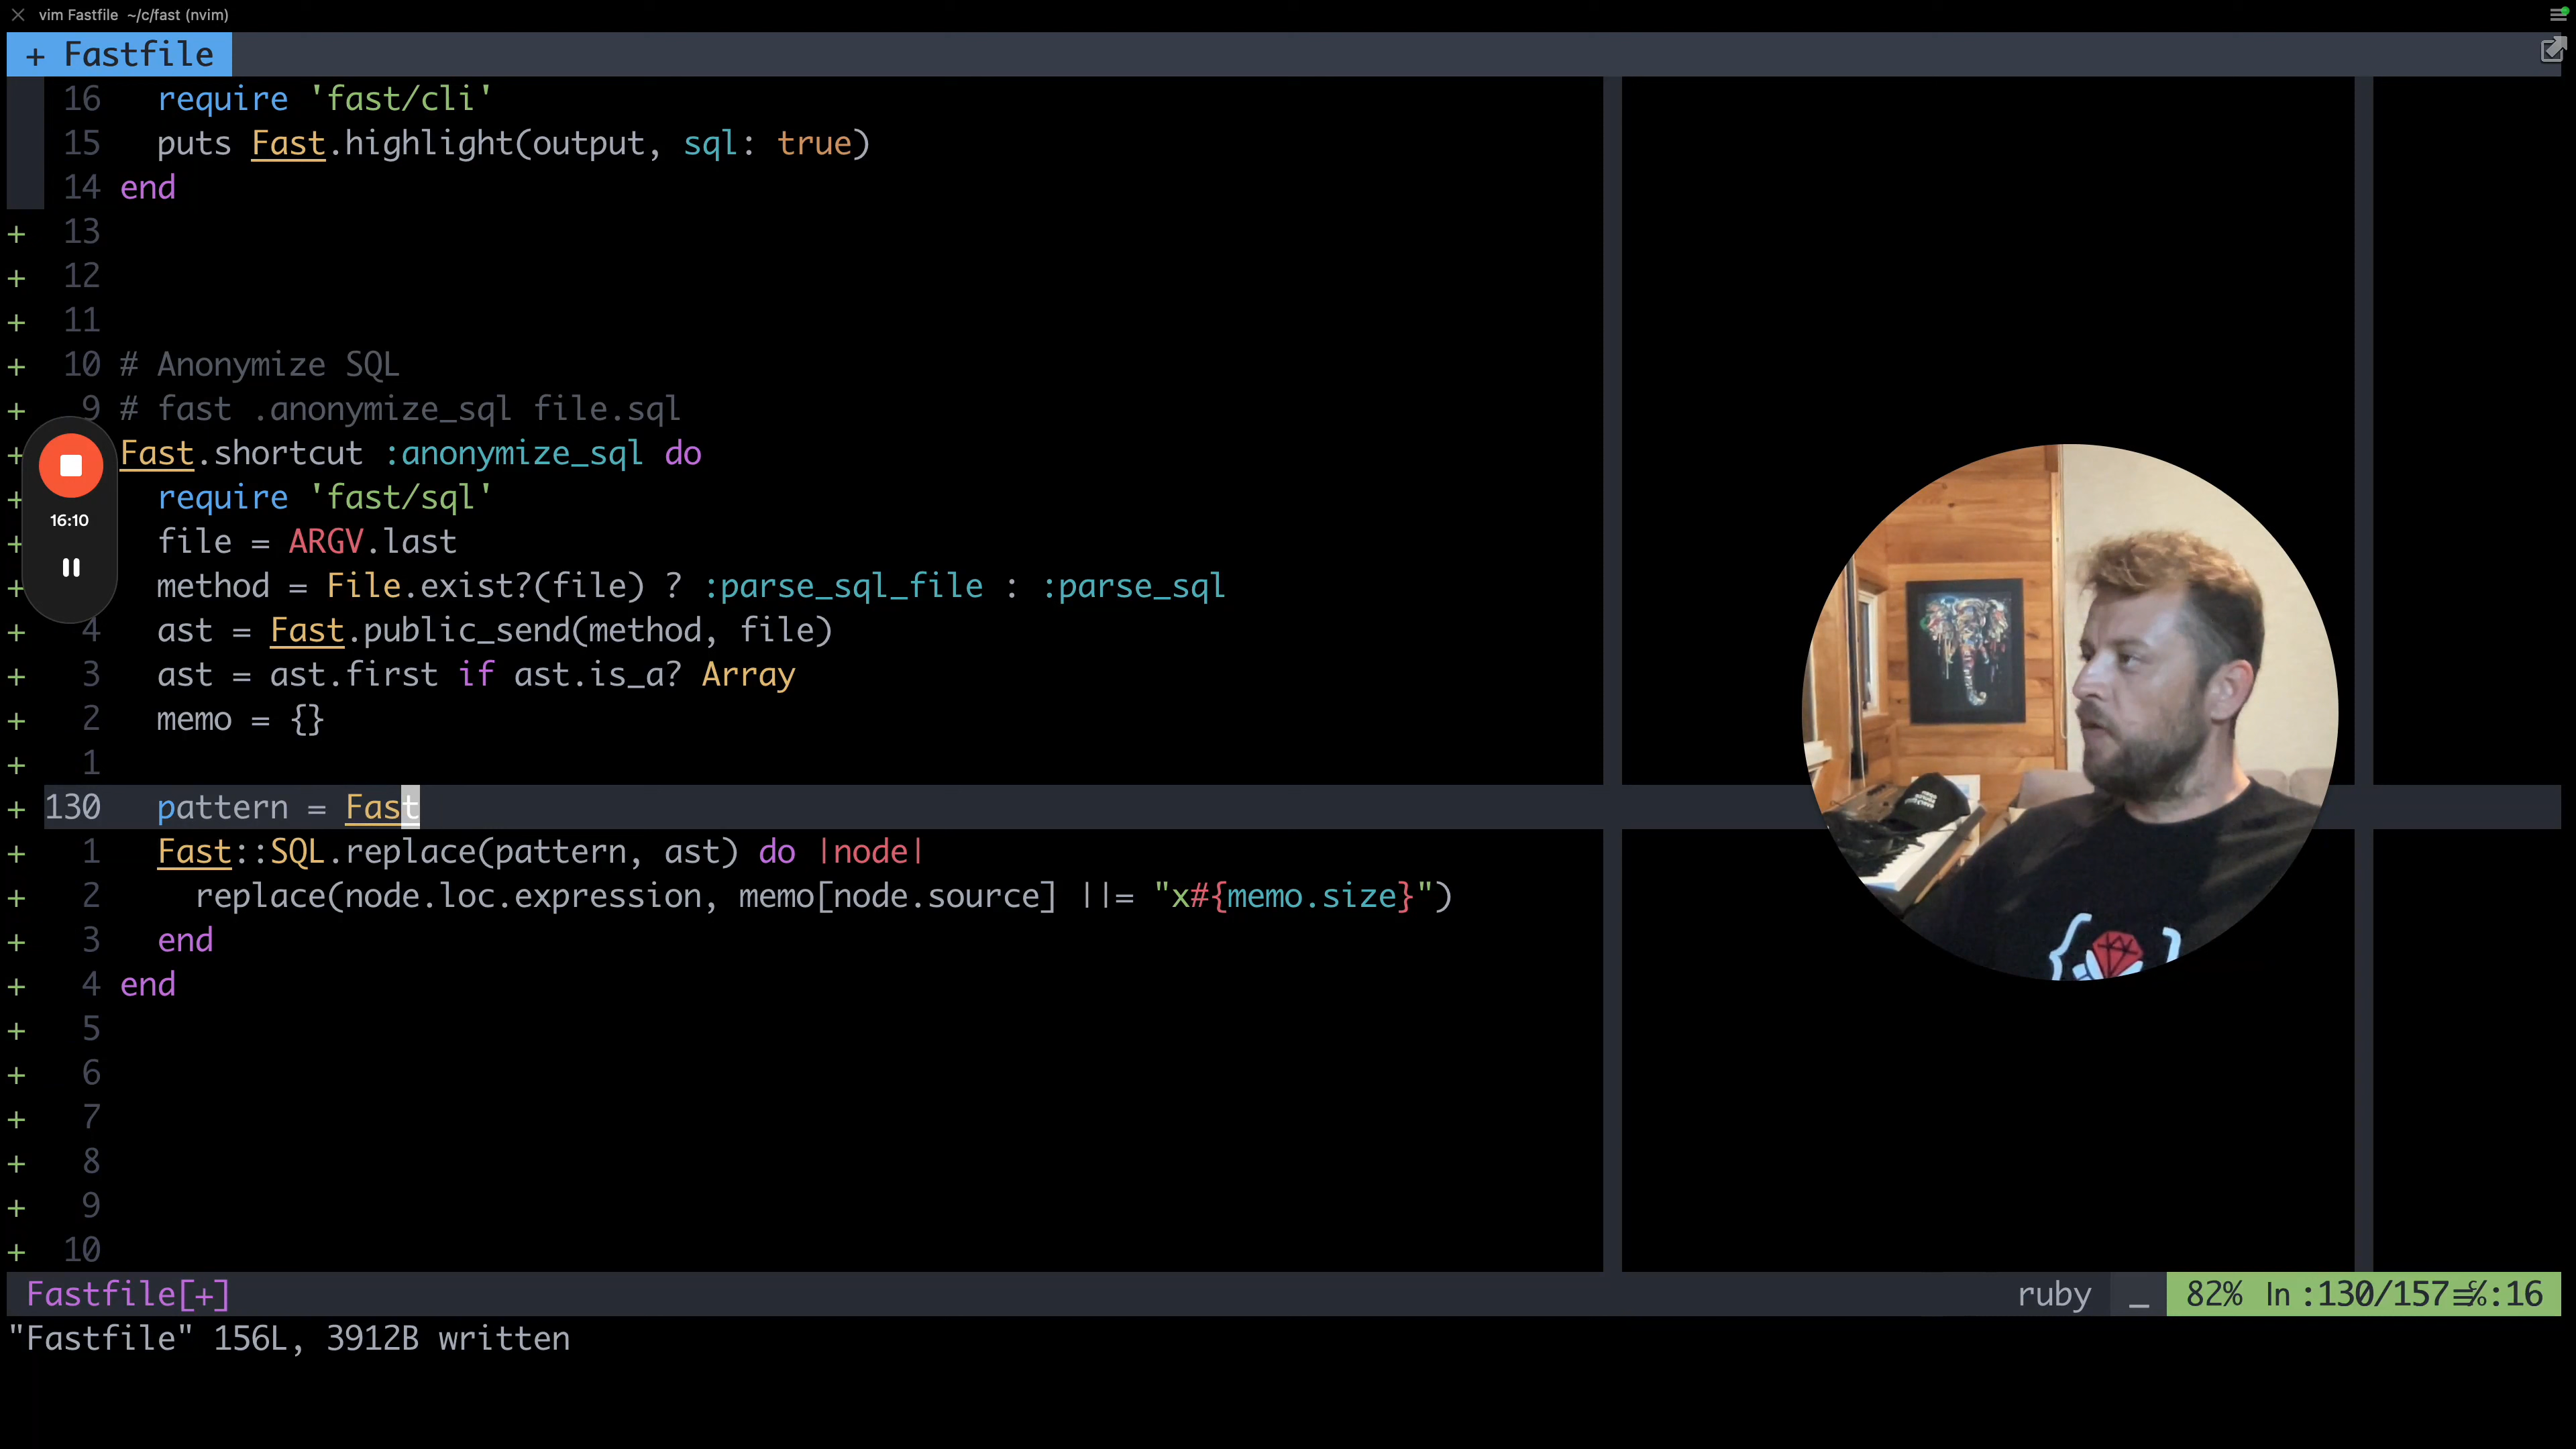 vim Fastfile ~/c/fast (nvim)
+ Fastfile
16 require 'fast/cli'
15 puts Fast.highlight(output, sql: true)
14 end
+ 13
+ 12
+ 11
+ 10 # Anonymize SQL
+ 9 # fast .anonymize_sql file.sql
+ Fast.shortcut :anonymize_sql do
+ require 'fast/sql'
16:10
+ file = ARGV.last
+ method = File.exist?(file) ? :parse_sql_file : :parse_sql
+ 4 ast = Fast.public_send(method, file)
+ 3 ast = ast.first if ast.is_a? Array
+ 2 memo = {}
+ 1
+ 130 pattern = Fast
+ 1 Fast::SQL.replace(pattern, ast) do |node|
+ 2 replace(node.loc.expression, memo[node.source] ||= "x#{memo.size}")
+ 3 end
+ 4 end
+ 5
+ 6
+ 7
+ 8
+ 9
+ 10
Fastfile[+] ruby _ 82% ln :130/157 :16
"Fastfile" 156L, 3912B written